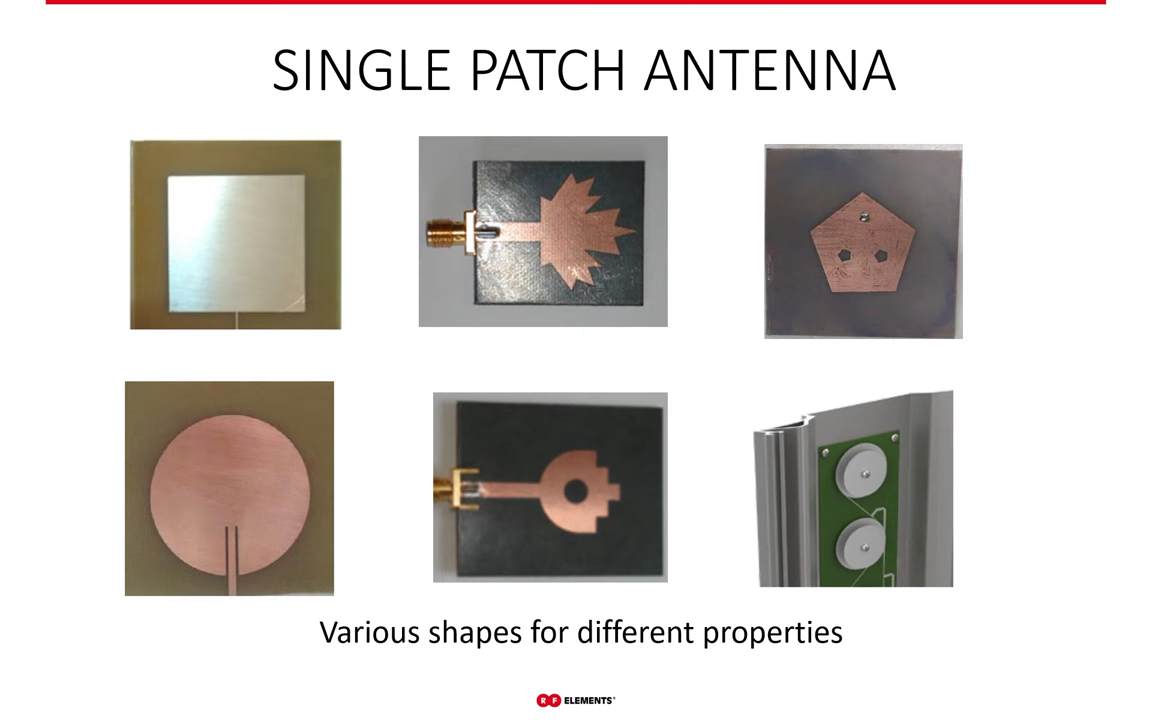 SINGLE PATCH ANTENNA
Various shapes for different properties
RF ELEMENTS®